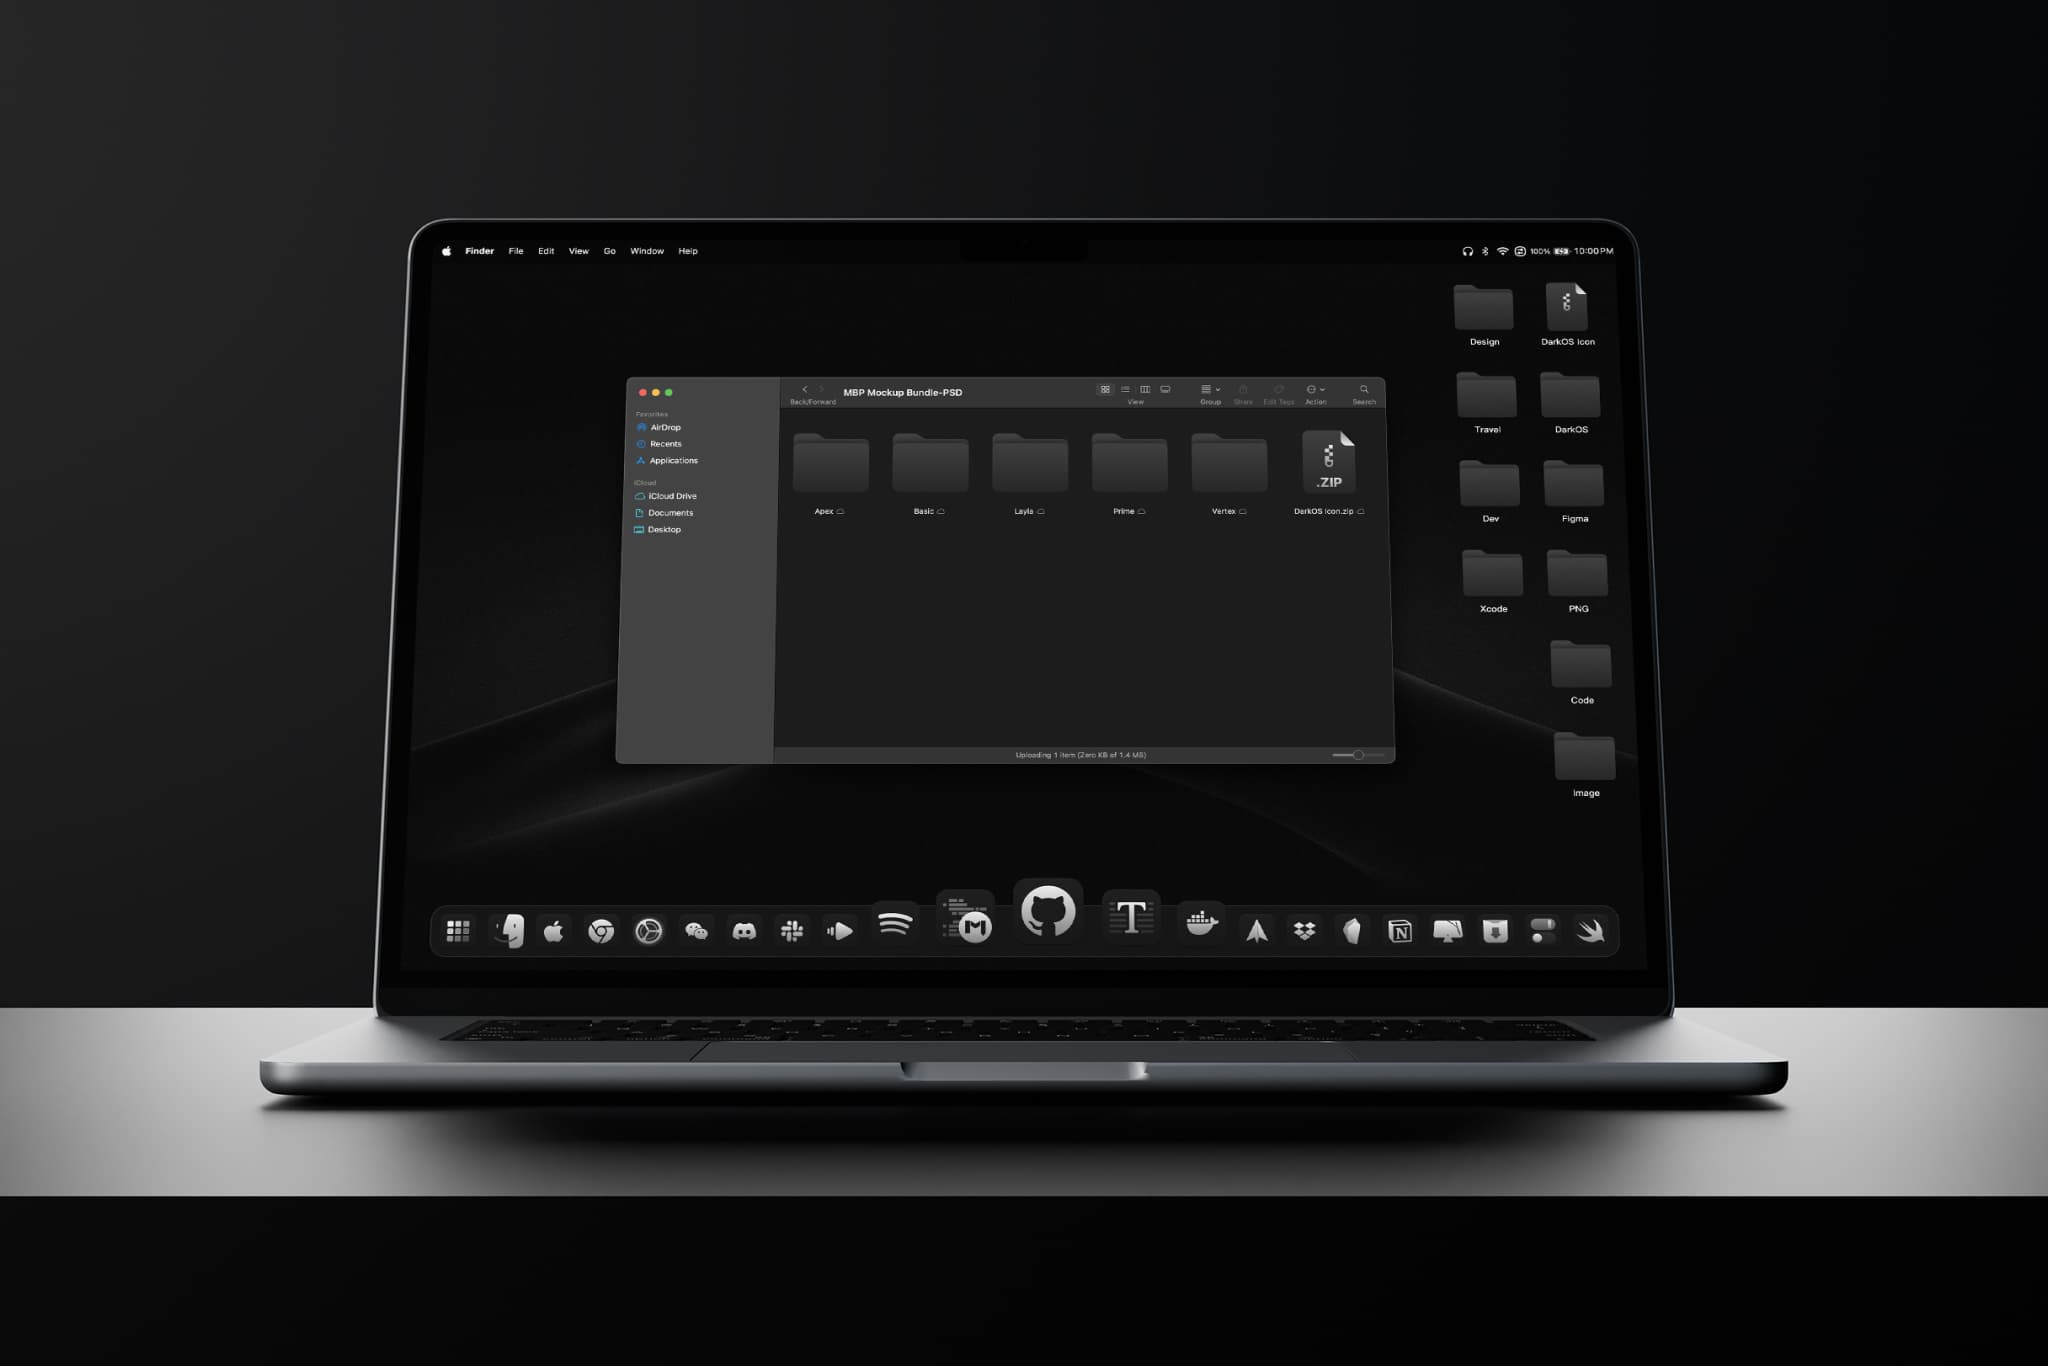 Finder File Edit View Go Window Help
100% 10:00 PM
Design
DarkOS Icon
Travel
DarkOS
Dev
Figma
Xcode
PNG
Code
Image
Favorites
AirDrop
Recents
Applications
iCloud
iCloud Drive
Documents
Desktop
MBP Mockup Bundle-PSD
Back/Forward View Group Share Edit Tags Action Search
.ZIP
Apex Basic Layla Prime Vertex DarkOS Icon.zip
Uploading 1 item (Zero KB of 1.4 MB)
M
T
N